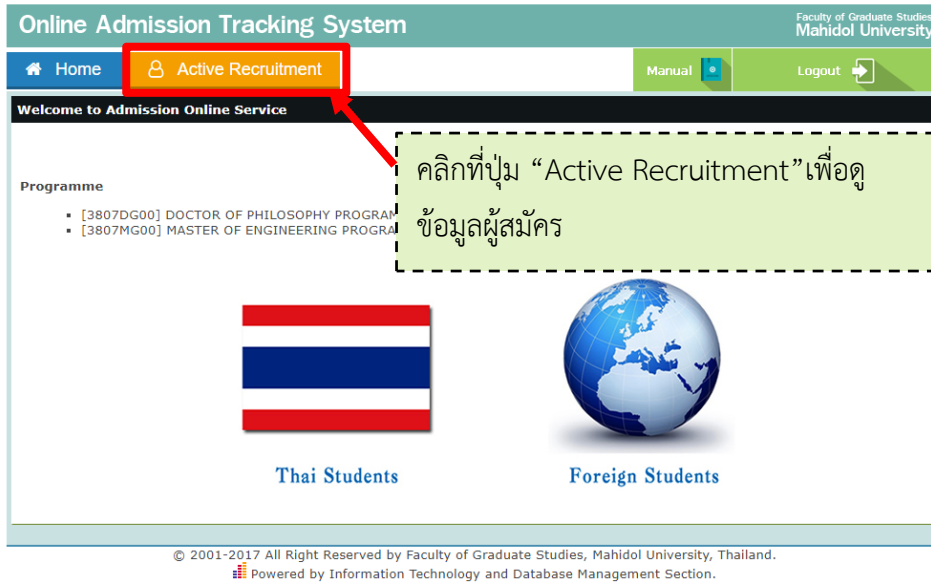 Online Admission Tracking System
Faculty of Graduate Studies
Mahidol University
Home
Active Recruitment
Manual
Logout
Welcome to Admission Online Service
คลิกที่ปุ่ม “Active Recruitment”เพื่อดู
ข้อมูลผู้สมัคร
Programme
[3807DG00] DOCTOR OF PHILOSOPHY
[3807MG00] MASTER OF ENGINEERING
Thai Students
Foreign Students
© 2001-2017 All Right Reserved by Faculty of Graduate Studies, Mahidol University, Thailand.
Powered by Information Technology and Database Management Section.